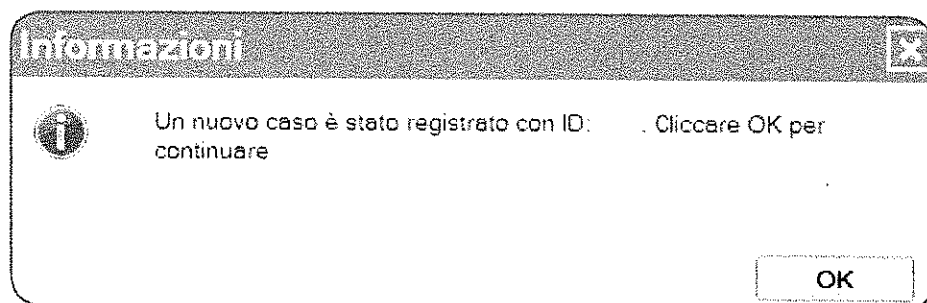 Informazioni
Un nuovo caso è stato registrato con ID: . Cliccare OK per
continuare
OK